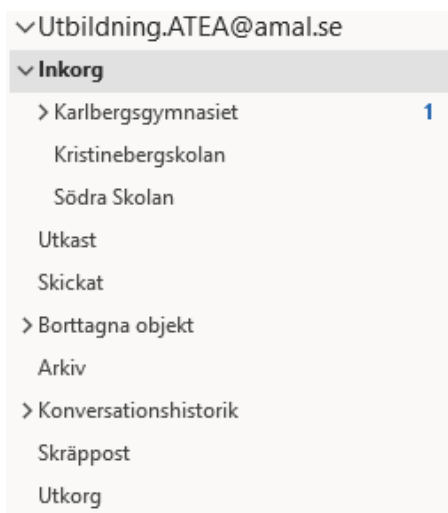 Utbildning.ATEA@amal.se
Inkorg
Karlbergsgymnasiet 1
Kristinebergskolan
Södra Skolan
Utkast
Skickat
Borttagna objekt
Arkiv
Konversationshistorik
Skräppost
Utkorg